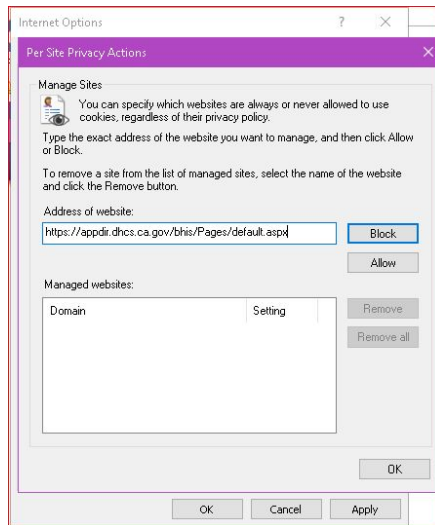 Internet Options ?
Per Site Privacy Actions
Manage Sites
You can specify which websites are always or never allowed to use
cookies, regardless of their privacy policy.
Type the exact address of the website you want to manage, and then click Allow
or Block.
To remove a site from the list of managed sites, select the name of the website
and click the Remove button.
Address of website:
https://appdir.dhcs.ca.gov/bhis/Pages/default.aspx
Block
Allow
Managed websites:
Domain Setting
Remove
Remove all
OK
OK Cancel Apply